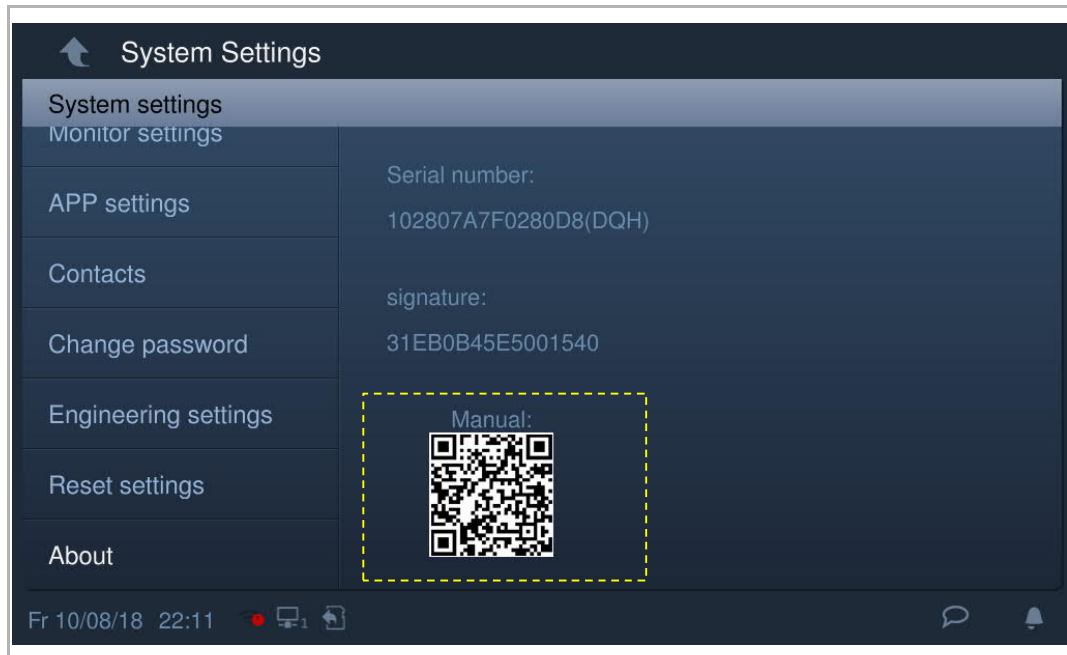 System Settings
System settings
Monitor settings
APP settings
Contacts
Change password
Engineering settings
Reset settings
About
Serial number:
102807A7F0280D8(DQH)
signature:
31EB0B45E5001540
Manual:
Fr 10/08/18 22:11 1